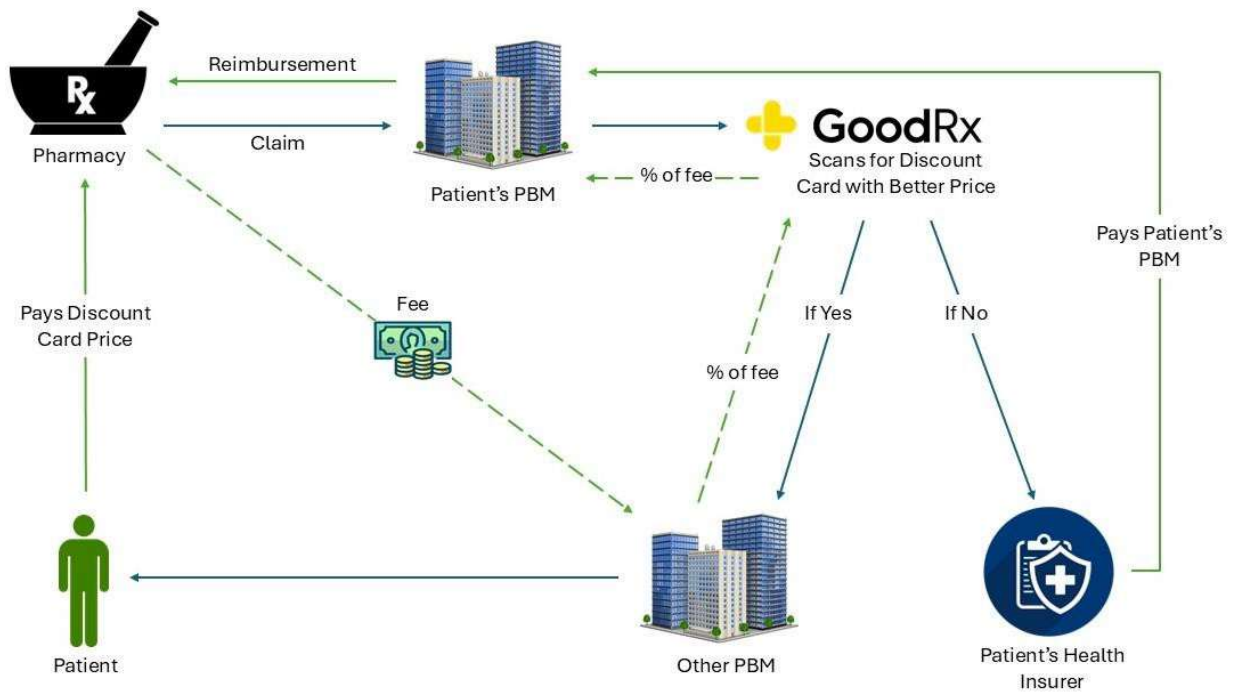 Reimbursement
Rx
Claim
Pharmacy
Patient's PBM
GoodRx
Scans for Discount
Card with Better Price
% of fee
Pays Patient's
PBM
Pays Discount
Card Price
Fee
If Yes
If No
% of fee
Patient
Other PBM
Patient's Health
Insurer